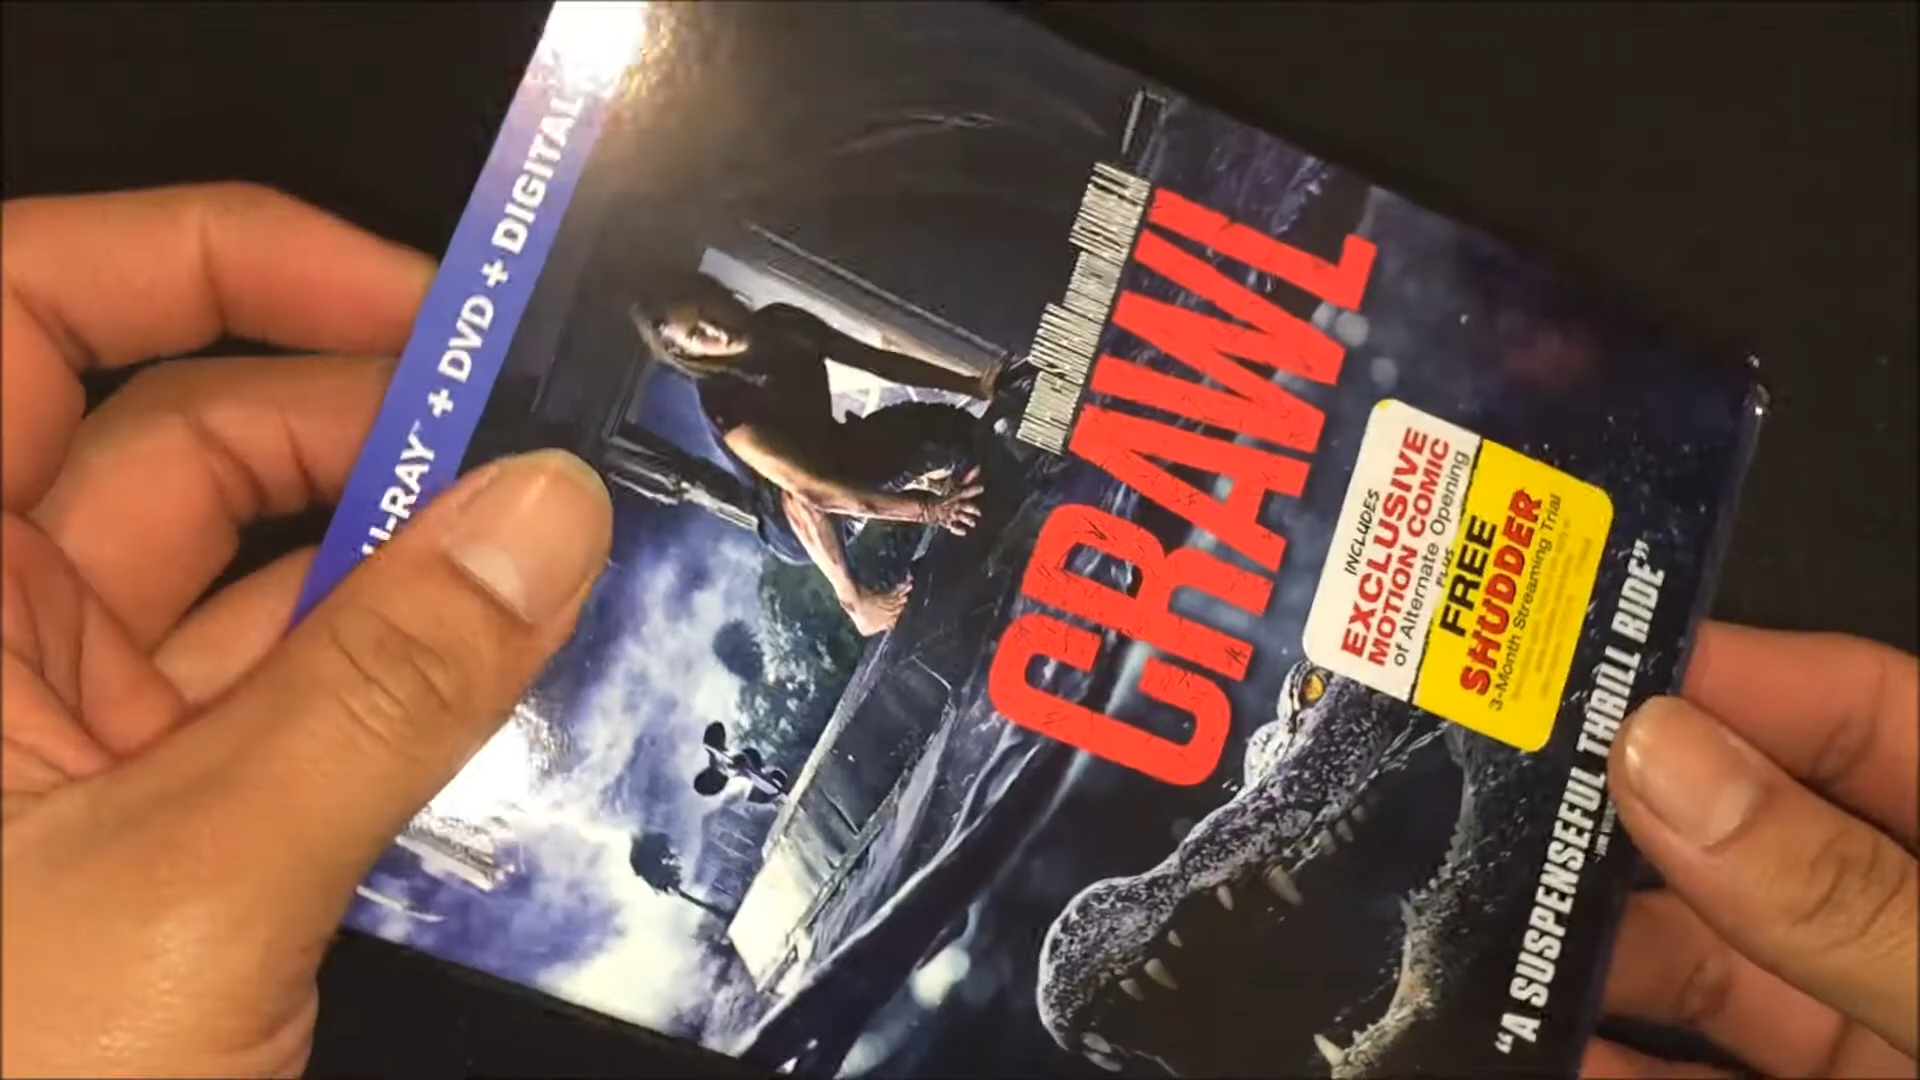 U-RAY™ + DVD + DIGITAL
CRAWL
INCLUDES
EXCLUSIVE
MOTION COMIC
of Alternate Opening
PLUS
FREE
SHUDDER
3-Month Streaming Trial
“A SUSPENSEFUL THRILL RIDE”